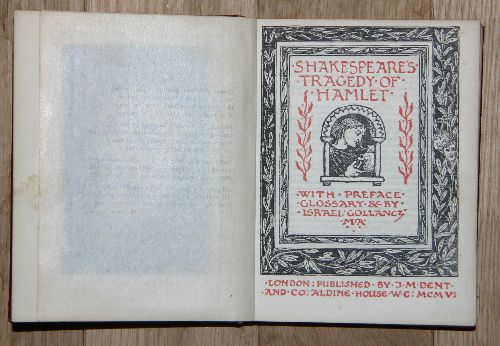 ·SHAKESPEARE'S·
TRAGEDY·OF·
·HAMLET·
·WITH·PREFACE·
·GLOSSARY·&·BY·
·ISRAEL·GOLLANCZ·
·M·A·
·LONDON:PUBLISHED·BY·J·M·DENT·
·AND·CO:ALDINE·HOUSE·W·C:MCMVI